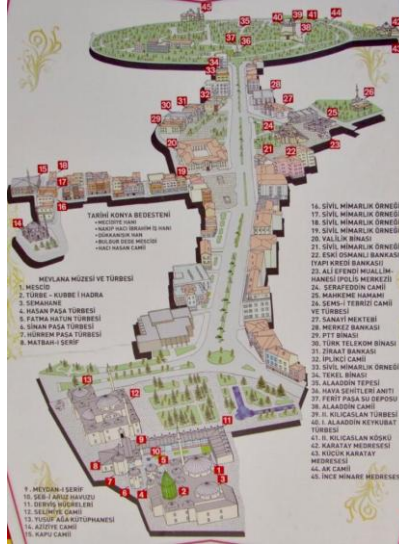 TARİHİ KONYA BEDESTENİ
•MECİDİYE HANI
•NAKIP HACI İBRAHİM İŞ HANI
•DÜKKANIŞIK HAN
•BULGUR DEDE MESCİD
•HACI HASAN CAMİİ
MEVLANA MÜZESİ VE TÜRBESİ
1. MESCİD
2. TÜRBE - KUBBE İ HADRA
3. SEMAHANE
4. HASAN PAŞA TÜRBESİ
5. FATMA HATUN TÜRBESİ
6. SİNAN PAŞA TÜRBESİ
7. HÜRREM PAŞA TÜRBESİ
8. MATBAH-I ŞERİF
9. MEYDAN-I ŞERİF
10. ŞEB-İ ARUZ HAVUZU
11. DERVİŞ HÜCRELERİ
12. SELİMİYE CAMİİ
13. YUSUF AĞA KÜTÜPHANESİ
14. AZİZİYE CAMİİ
15. KAPU CAMİİ
16. SİVİL MİMARLIK ÖRNEĞİ
17. SİVİL MİMARLIK ÖRNEĞİ
18. SİVİL MİMARLIK ÖRNEĞİ
19. SİVİL MİMARLIK ÖRNEĞİ
20. VALİLİK BİNASI
21. SİVİL MİMARLIK ÖRNEĞİ
22. ESKİ OSMANLI BANKASI
(YAPI KREDİ BANKASI)
23. ALİ EFENDİ MUALLİM-
HANESİ (POLİS MERKEZİ)
24. ŞERAFEDDİN CAMİİ
25. MAHKEME HAMAMI
26. ŞEMS-İ TEBRİZİ CAMİİ
VE TÜRBESİ
27. SANAYİ MEKTEBİ
28. MERKEZ BANKASI
29. PTT BİNASI
30. TÜRK TELEKOM BİNASI
31. ZİRAAT BANKASI
32. İPLİKÇİ CAMİİ
33. SİVİL MİMARLIK ÖRNEĞİ
34. TEKEL BİNASI
35. ALAADDİN TEPESİ
36. HAVA ŞEHİTLERİ ANITI
37. FERİT PAŞA SU DEPOSU
38. ALAADDİN CAMİİ
39. II. KILIÇASLAN TÜRBESİ
40. I. ALAADDİN KEYKUBAT
TÜRBESİ
41. II. KILIÇASLAN KÖŞKÜ
42. KARATAY MEDRESESİ
43. KÜÇÜK KARATAY
MEDRESESİ
44. AK CAMİİ
45. İNCE MİNARE MEDRESESİ